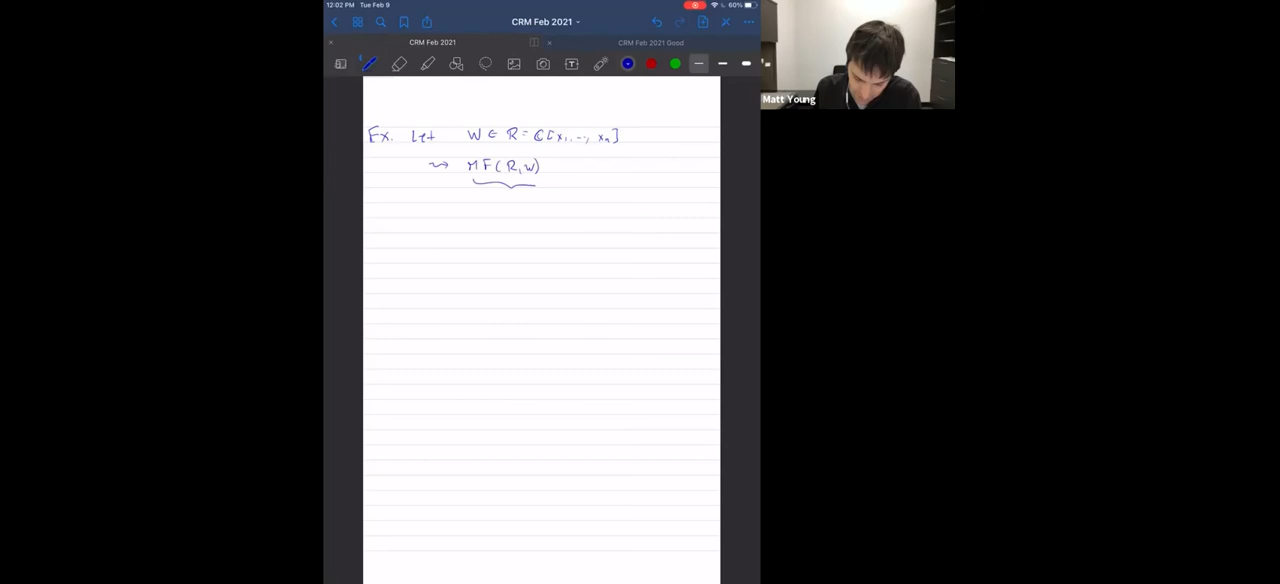 12:02 PM Tue Feb 9
60%
CRM Feb 2021
CRM Feb 2021
CRM Feb 2021 Good
Ex. Let W ∈ R = ℂ[x₁, ..., xₙ]
⇝ MF(R, W)
Matt Young